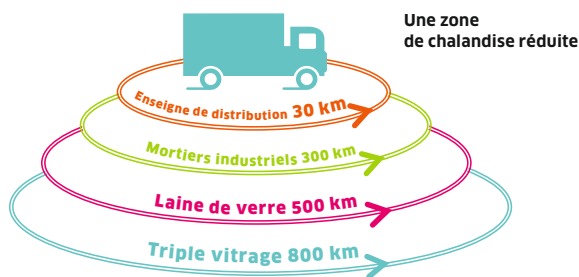 Une zone
de chalandise réduite
Enseigne de distribution 30 km
Mortiers industriels 300 km
Laine de verre 500 km
Triple vitrage 800 km